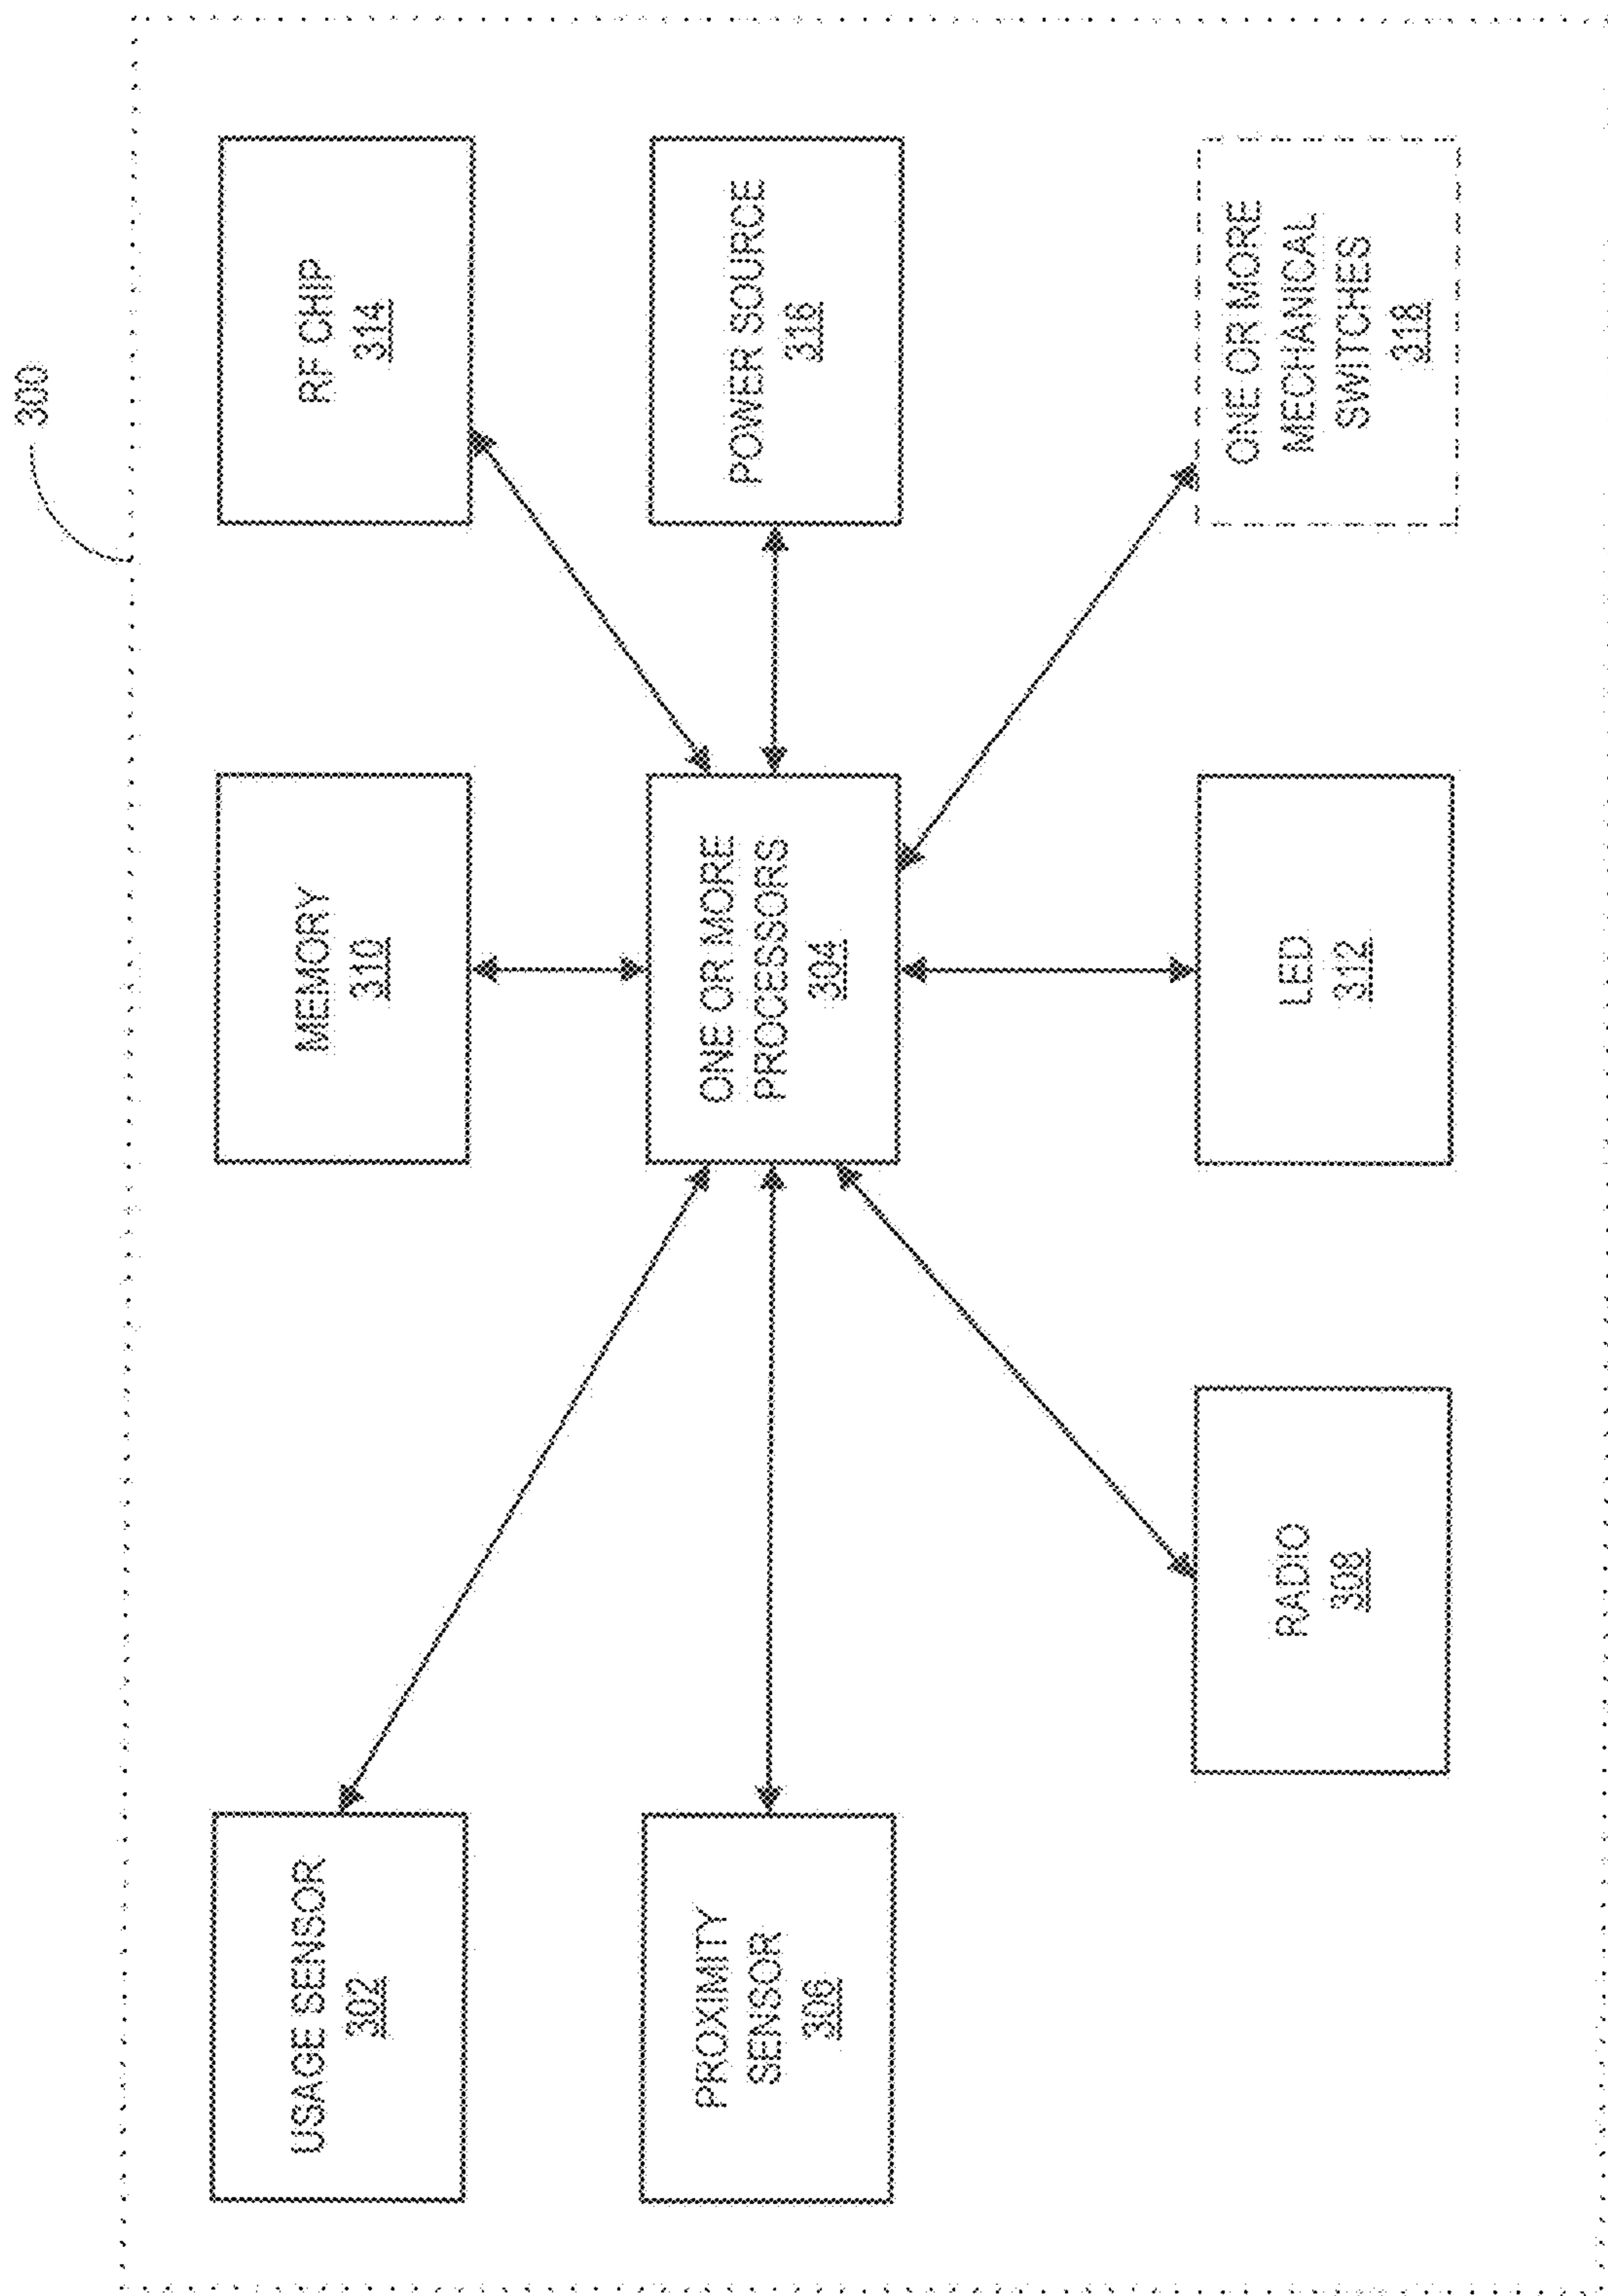 300
USAGE SENSOR
302
MEMORY
310
RF CHIP
314
PROXIMITY
SENSOR
306
ONE OR MORE
PROCESSORS
304
POWER SOURCE
316
RADIO
308
LED
312
ONE OR MORE
MECHANICAL
SWITCHES
318